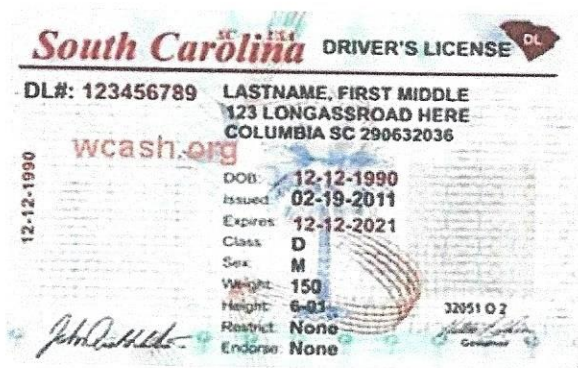 SC USA
South Carolina DRIVER'S LICENSE DL
DL#: 123456789
LASTNAME, FIRST MIDDLE
123 LONGASSROAD HERE
COLUMBIA SC 290632036
wcash.org
12-12-1990
DOB: 12-12-1990
Issued: 02-19-2011
Expires: 12-12-2021
Class: D
Sex: M
Weight: 150
Height: 6-01
Restrict: None
Endorse: None
32051 O 2
Governor